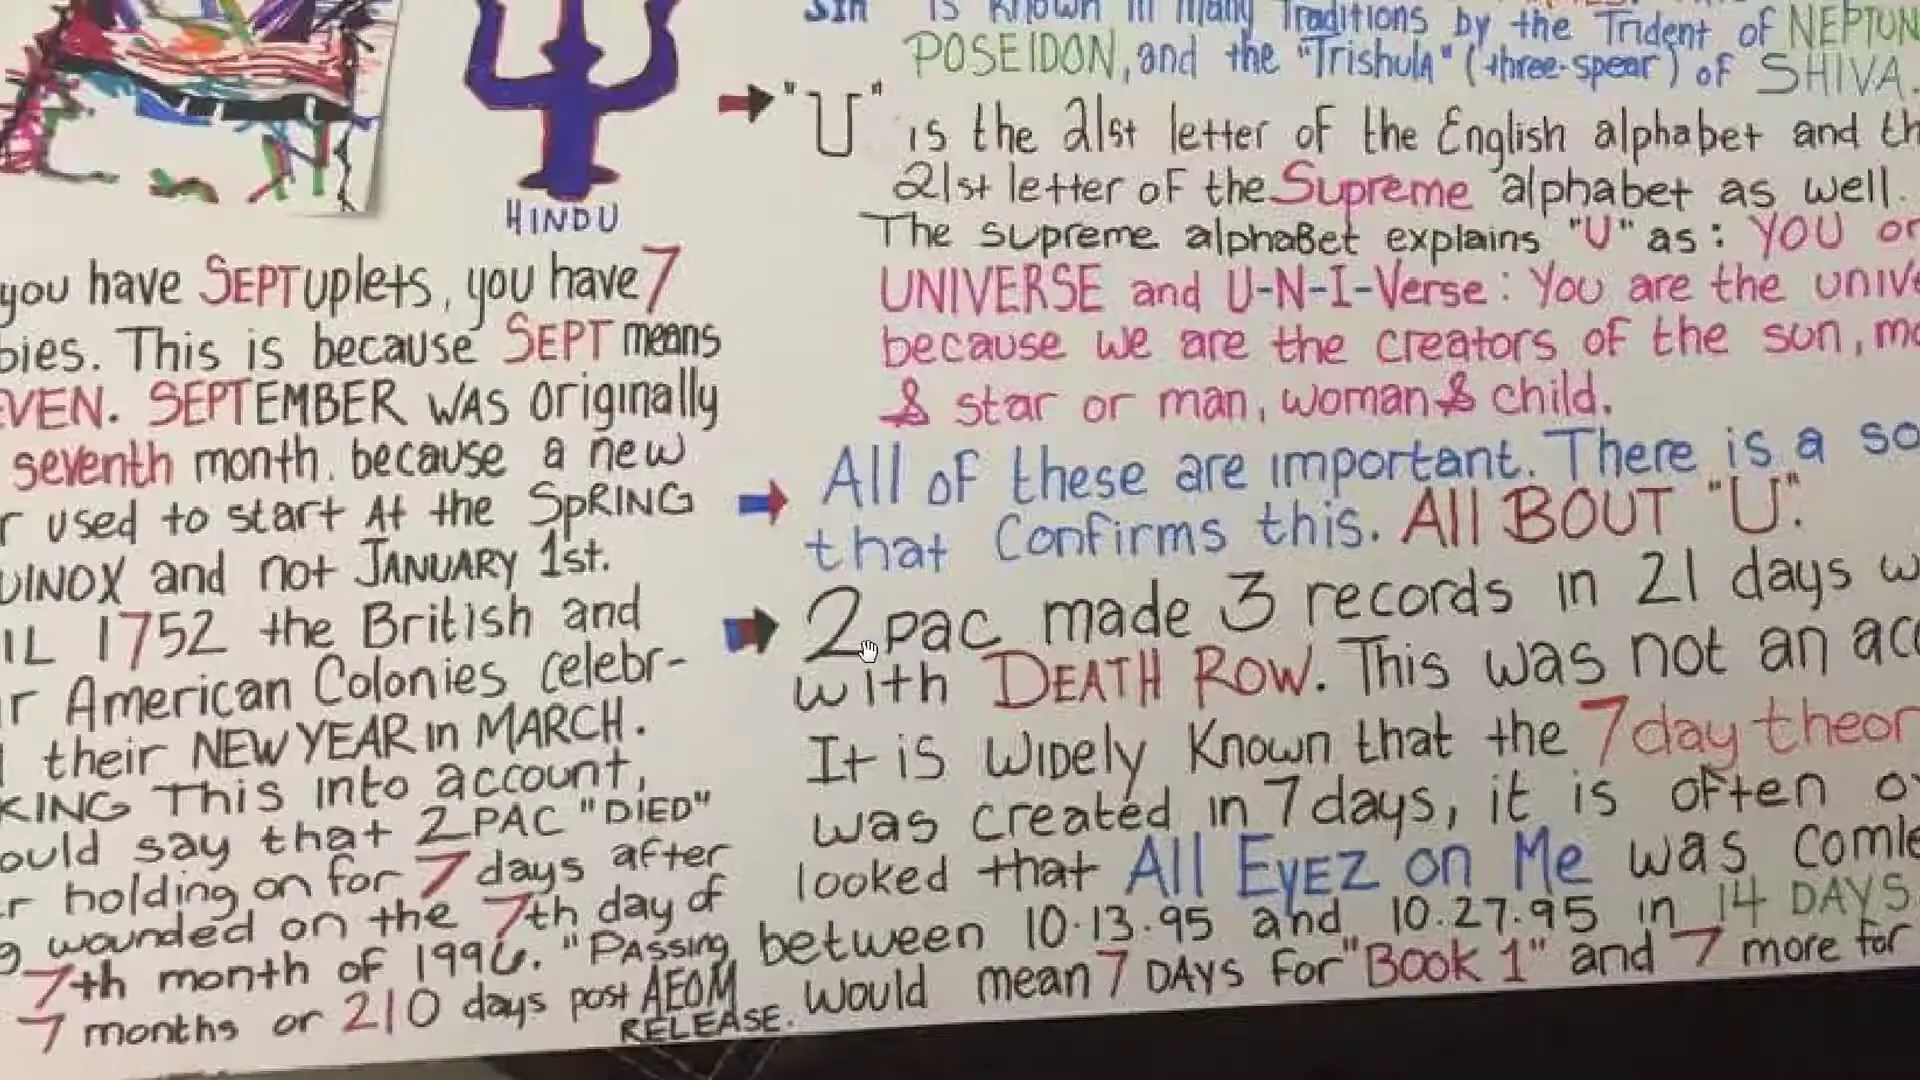 HINDU
you have SEPTuplets, you have 7
bies. This is because SEPT means
EVEN. SEPTEMBER WAS originally
seventh month, because a new
r used to start At the SpRING
UINOX and not JANUARY 1st.
IL 1752 the British and
r American Colonies celebr-
their NEW YEAR in MARCH.
KING This into account,
ould say that 2PAC "DIED"
r holding on for 7 days after
g wounded on the 7th day of
7th month of 1996. "PASSING
7 months or 210 days post AEOM
RELEASE.
Sin is known in many Traditions by the Trident of NEPTUN
POSEIDON, and the "Trishula" (three-spear) of SHIVA.
"U" is the 21st letter of the English alphabet and th
21st letter of the Supreme alphabet as well.
The supreme alphaBet explains "U" as: YOU or
UNIVERSE and U-N-I-Verse: You are the unive
because we are the creators of the sun, mo
& star or man, woman & child.
All of these are important. There is a so
that Confirms this. All BOUT "U".
2pac made 3 records in 21 days w
with DEATH ROW. This was not an acc
It is WIDELY Known that the 7 day theor
was created in 7 days, it is often ov
looked that All EYEZ on Me was comle
between 10.13.95 and 10.27.95 in 14 DAYS.
Would mean 7 DAYS for "Book 1" and 7 more for